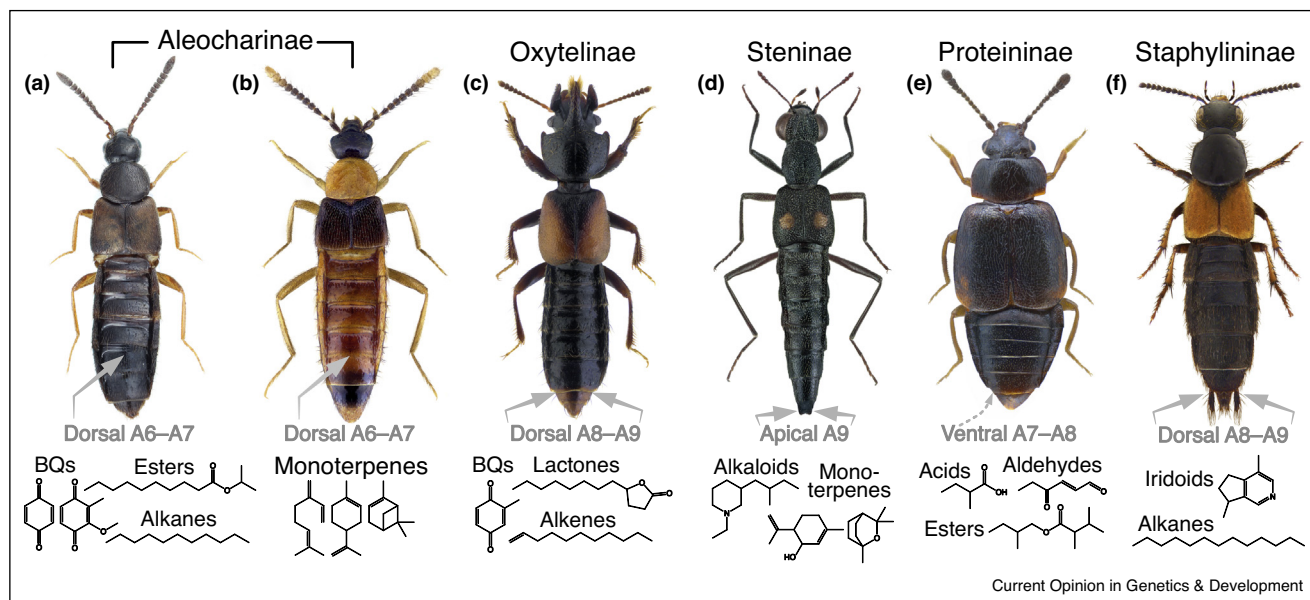 Aleocharinae
Oxytelinae
Steninae
Proteininae
Staphylininae
(a)
(b)
(c)
(d)
(e)
(f)
Dorsal A6–A7
Dorsal A6–A7
Dorsal A8–A9
Apical A9
Ventral A7–A8
Dorsal A8–A9
BQs
Esters
Alkanes
O
O
O
O
O
O
O
Monoterpenes
BQs
Lactones
Alkenes
O
O
O
O
Alkaloids
N
Mono-
terpenes
HO
O
Acids
Aldehydes
Esters
O
OH
O
O
O
O
Iridoids
N
Alkanes
Current Opinion in Genetics & Development